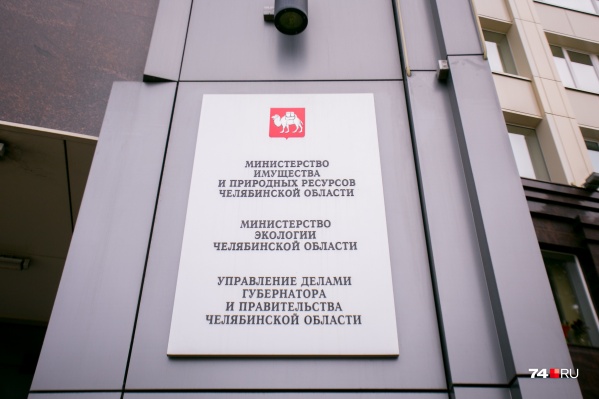 МИНИСТЕРСТВО
ИМУЩЕСТВА
И ПРИРОДНЫХ РЕСУРСОВ
ЧЕЛЯБИНСКОЙ ОБЛАСТИ
МИНИСТЕРСТВО
ЭКОЛОГИИ
ЧЕЛЯБИНСКОЙ ОБЛАСТИ
УПРАВЛЕНИЕ ДЕЛАМИ
ГУБЕРНАТОРА
И ПРАВИТЕЛЬСТВА
ЧЕЛЯБИНСКОЙ ОБЛАСТИ
74.RU